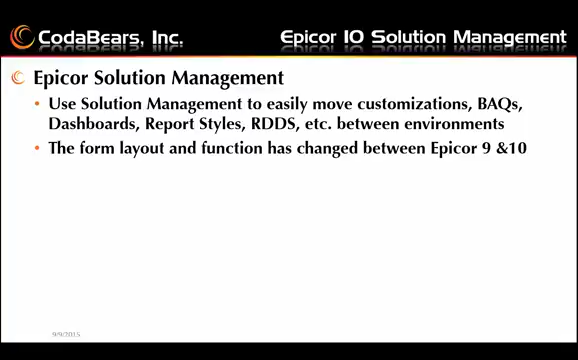 CodaBears, Inc.
Epicor 10 Solution Management
Epicor Solution Management
• Use Solution Management to easily move customizations, BAQs,
Dashboards, Report Styles, RDDS, etc. between environments
• The form layout and function has changed between Epicor 9 &10
9/9/2015